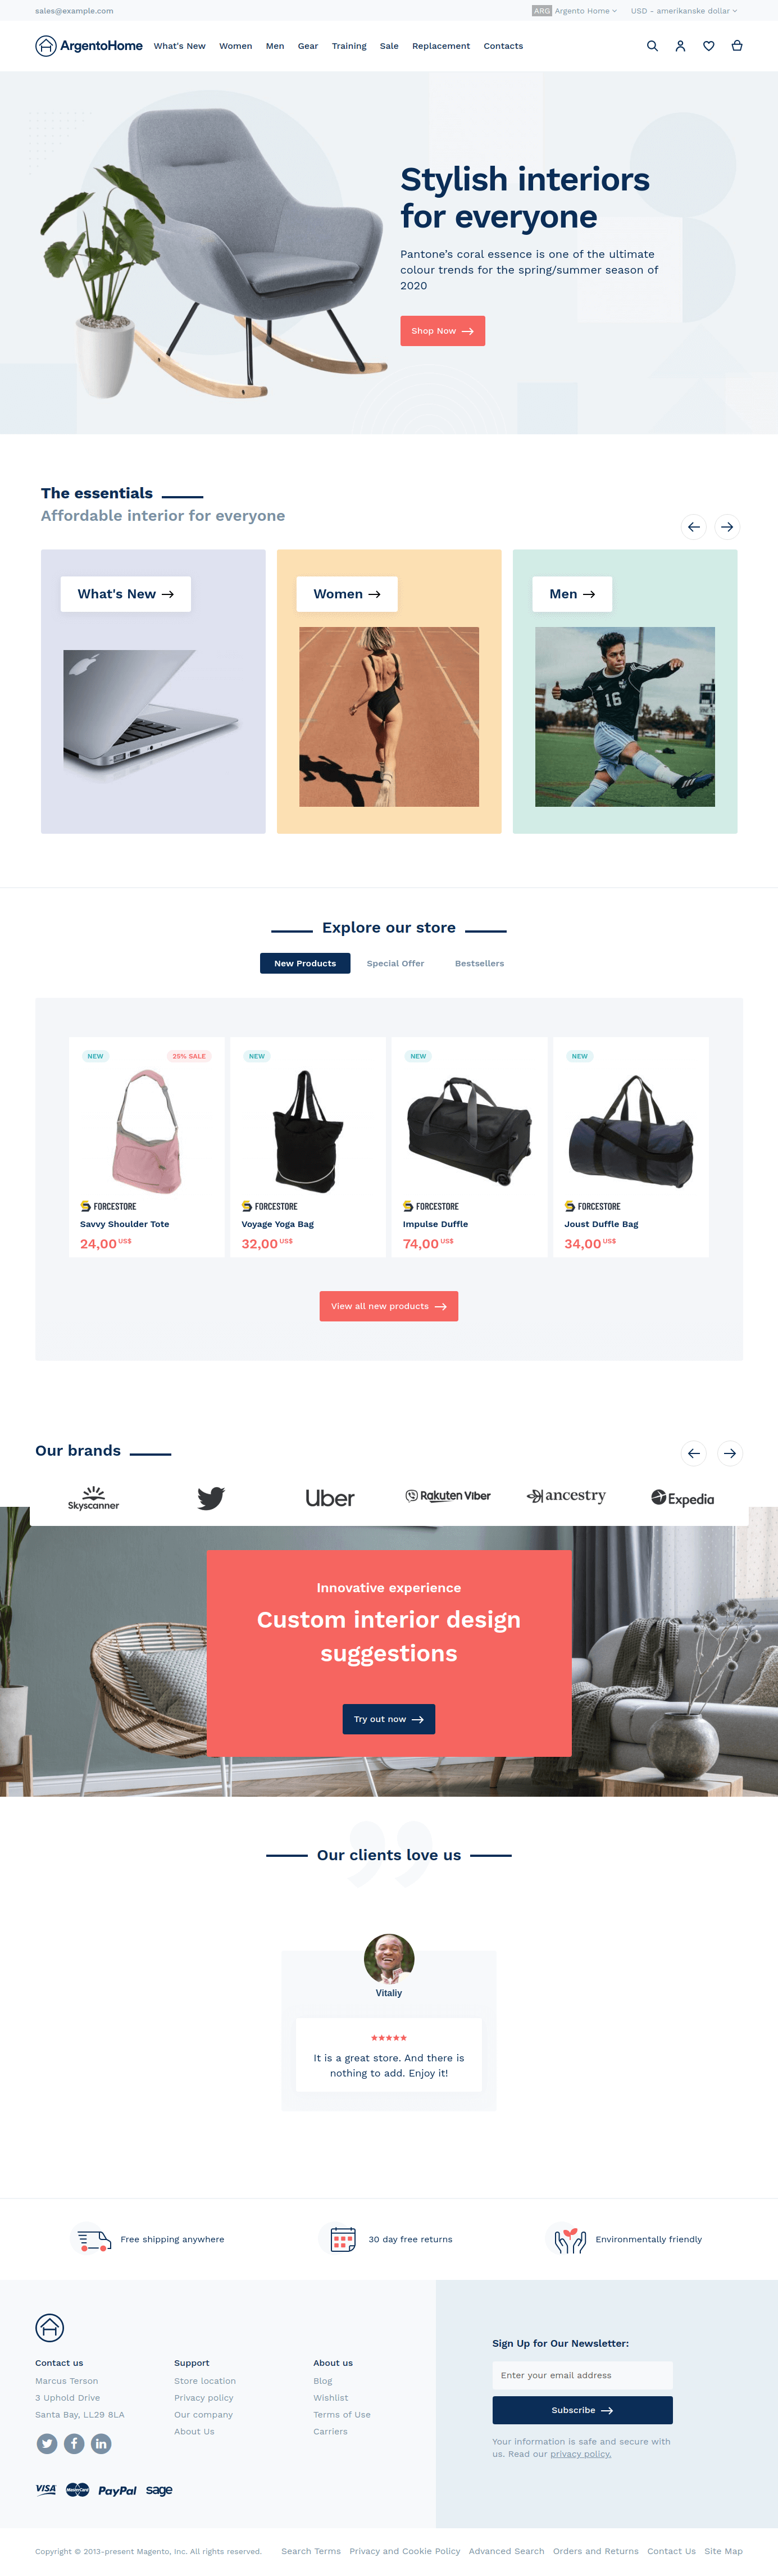 sales@example.com
ARG Argento Home
USD - amerikanske dollar
ArgentoHome
What's New
Women
Men
Gear
Training
Sale
Replacement
Contacts
Stylish interiors
for everyone
Pantone’s coral essence is one of the ultimate
colour trends for the spring/summer season of
2020
Shop Now
The essentials
Affordable interior for everyone
What's New
Women
Men
16
Explore our store
New Products
Special Offer
Bestsellers
NEW
25% SALE
FORCESTORE
Savvy Shoulder Tote
24,00 US$
NEW
FORCESTORE
Voyage Yoga Bag
32,00 US$
NEW
FORCESTORE
Impulse Duffle
74,00 US$
NEW
FORCESTORE
Joust Duffle Bag
34,00 US$
View all new products
Our brands
Skyscanner
Uber
Rakuten Viber
ancestry
Expedia
Innovative experience
Custom interior design
suggestions
Try out now
Our clients love us
Vitaliy
It is a great store. And there is
nothing to add. Enjoy it!
Free shipping anywhere
30 day free returns
Environmentally friendly
Contact us
Marcus Terson
3 Uphold Drive
Santa Bay, LL29 8LA
Support
Store location
Privacy policy
Our company
About Us
About us
Blog
Wishlist
Terms of Use
Carriers
VISA
MasterCard
PayPal
sage
Sign Up for Our Newsletter:
Enter your email address
Subscribe
Your information is safe and secure with
us. Read our privacy policy.
Copyright © 2013-present Magento, Inc. All rights reserved.
Search Terms
Privacy and Cookie Policy
Advanced Search
Orders and Returns
Contact Us
Site Map